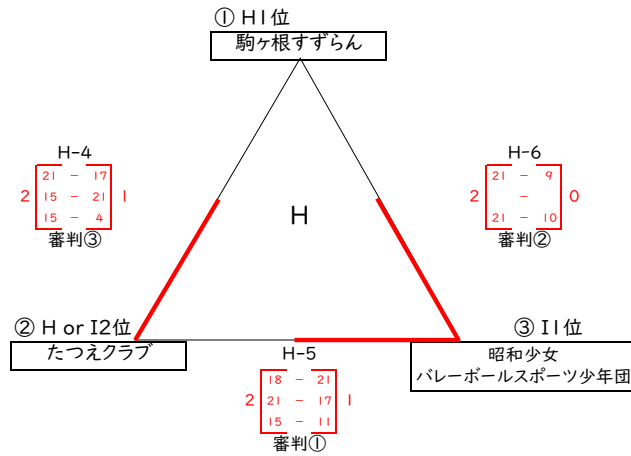 ① H1位
駒ヶ根すずらん
H-4
21 - 17
2 15 - 21 1
15 - 4
審判③
H-6
21 - 9
2 - 0
21 - 10
審判②
H
② H or I2位
たつえクラブ
③ I1位
昭和少女
バレーボールスポーツ少年団
H-5
18 - 21
2 21 - 17 1
15 - 11
審判①